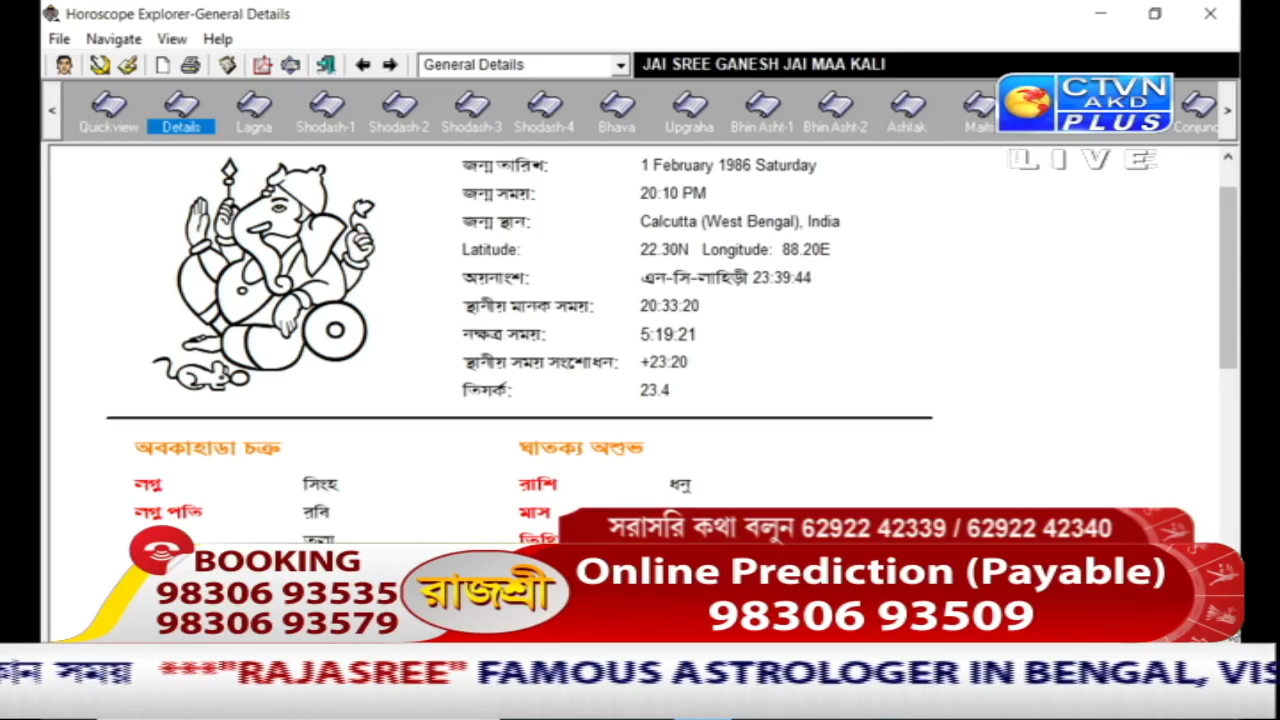 Horoscope Explorer-General Details
File Navigate View Help
General Details
JAI SREE GANESH JAI MAA KALI
Quick view Details Lagna Shodash-1 Shodash-2 Shodash-3 Shodash-4 Bhava Upgraha Bhin Asht-1 Bhin Asht-2 Ashtak
CTVN
AKD
PLUS
LIVE
জন্ম তারিখ: 1 February 1986 Saturday
জন্ম সময়: 20:10 PM
জন্ম স্থান: Calcutta (West Bengal), India
Latitude: 22.30N Longitude: 88.20E
অয়নাংশ: এন-সি-লাহিড়ী 23:39:44
স্থানীয় মানক সময়: 20:33:20
নক্ষত্র সময়: 5:19:21
স্থানীয় সময় সংশোধন: +23:20
তিসর্ক: 23.4
অবকাহাডা চক্র ঘাতক্য অশুভ
লগ্ন সিংহ রাশি ধনু
লগ্ন পতি রবি মাস
সরাসরি কথা বলুন 62922 42339 / 62922 42340
BOOKING
98306 93535
98306 93579
রাজশ্রী
Online Prediction (Payable)
98306 93509
সময় ***"RAJASREE" FAMOUS ASTROLOGER IN BENGAL,